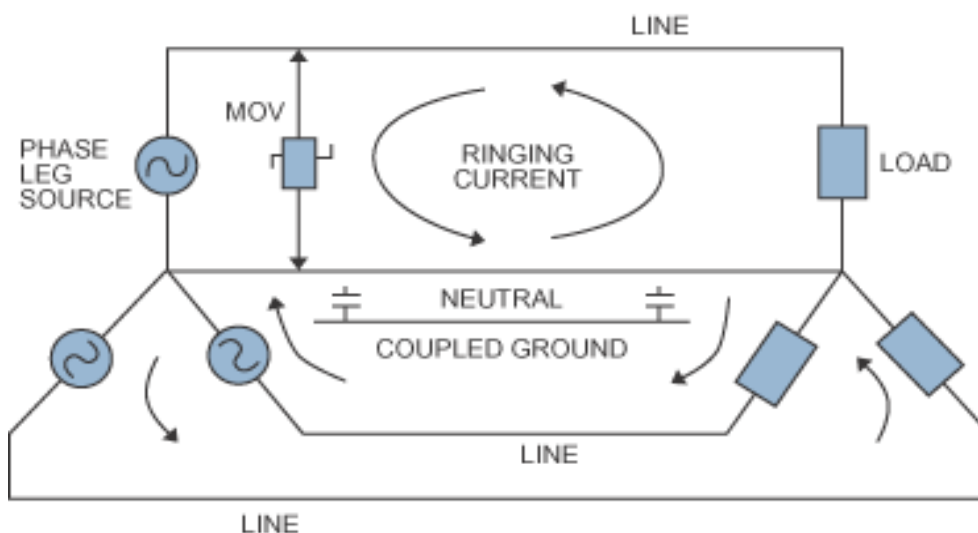 LINE
MOV
PHASE
LEG
SOURCE
RINGING
CURRENT
LOAD
NEUTRAL
COUPLED GROUND
LINE
LINE